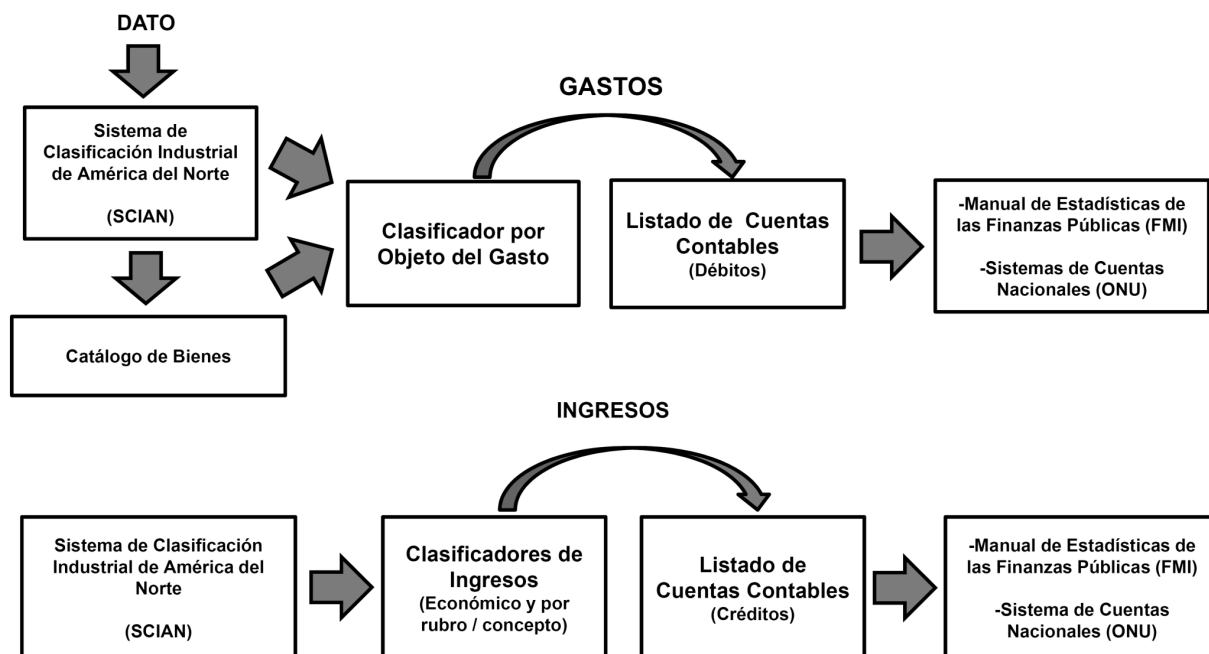 DATO
Sistema de
Clasificación Industrial
de América del Norte
(SCIAN)
Catálogo de Bienes
GASTOS
Clasificador por
Objeto del Gasto
Listado de Cuentas
Contables
(Débitos)
-Manual de Estadísticas de
las Finanzas Públicas (FMI)
-Sistemas de Cuentas
Nacionales (ONU)
INGRESOS
Sistema de Clasificación
Industrial de América del
Norte
(SCIAN)
Clasificadores de
Ingresos
(Económico y por
rubro / concepto)
Listado de
Cuentas Contables
(Créditos)
-Manual de Estadísticas de
las Finanzas Públicas (FMI)
-Sistema de Cuentas
Nacionales (ONU)